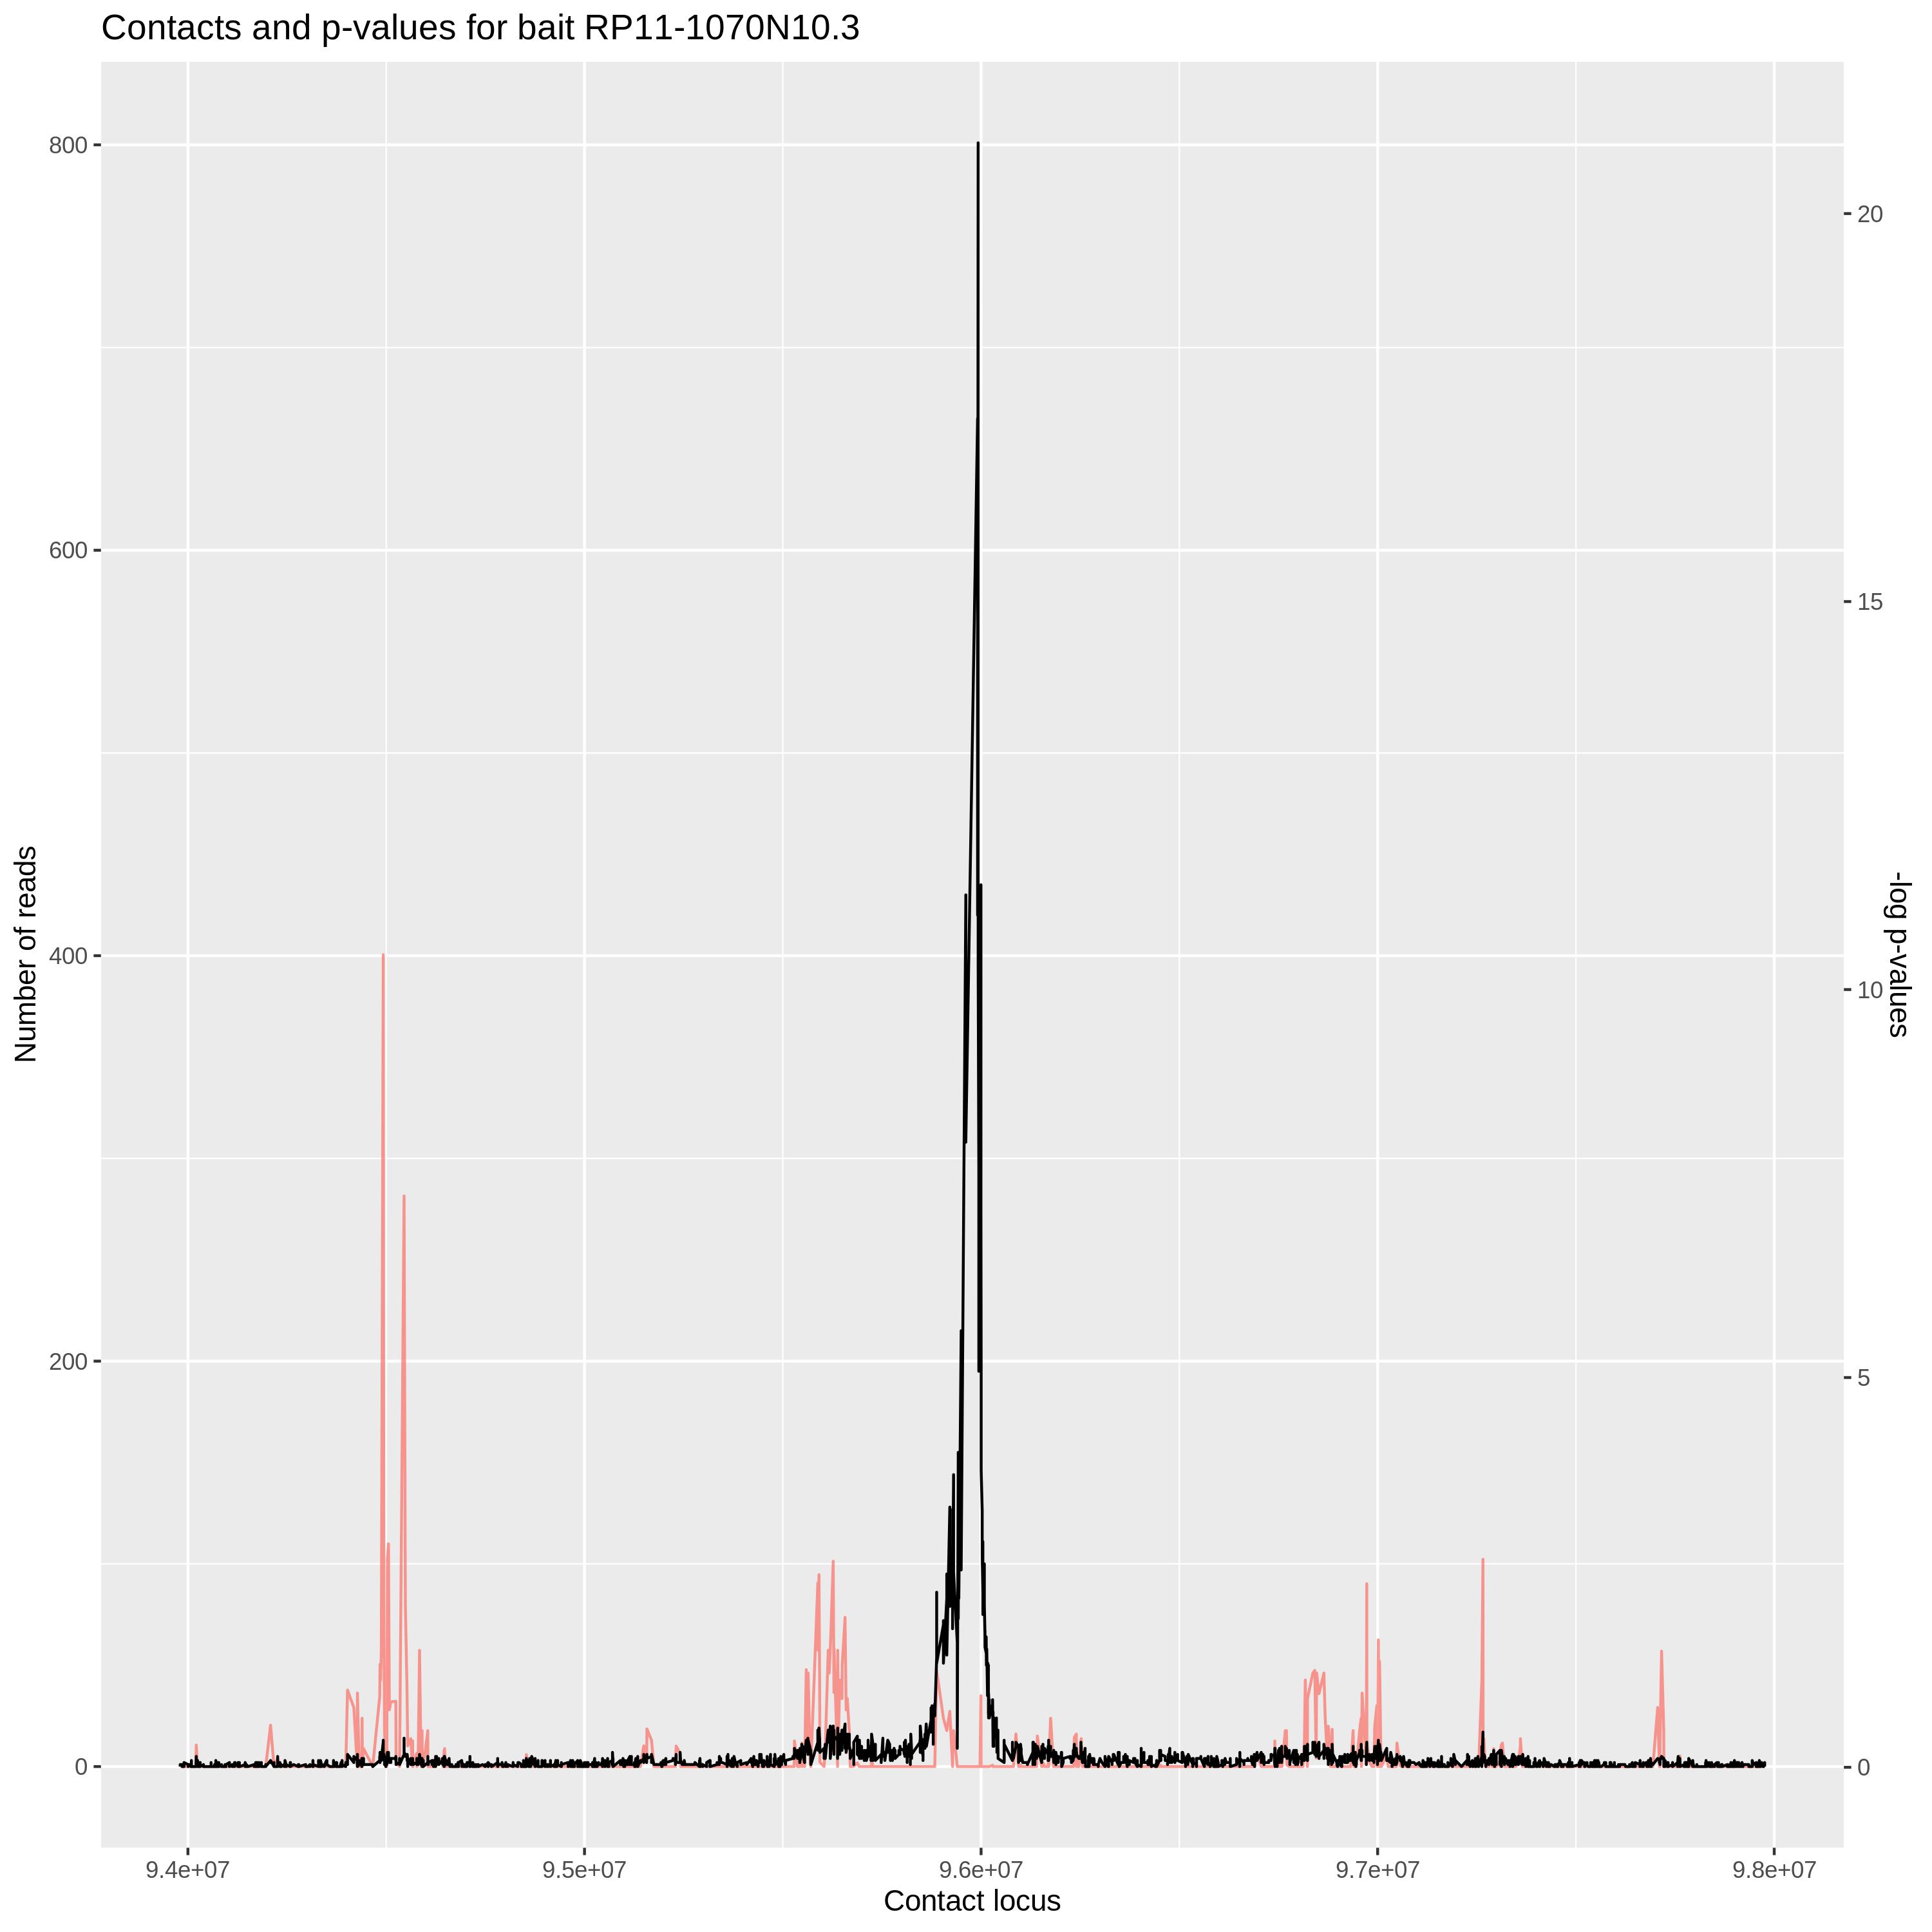 Contacts and p-values for bait RP11-1070N10.3
800
600
400
200
0
20
15
10
5
0
Number of reads
-log p-values
9.4e+07 9.5e+07 9.6e+07 9.7e+07 9.8e+07
Contact locus